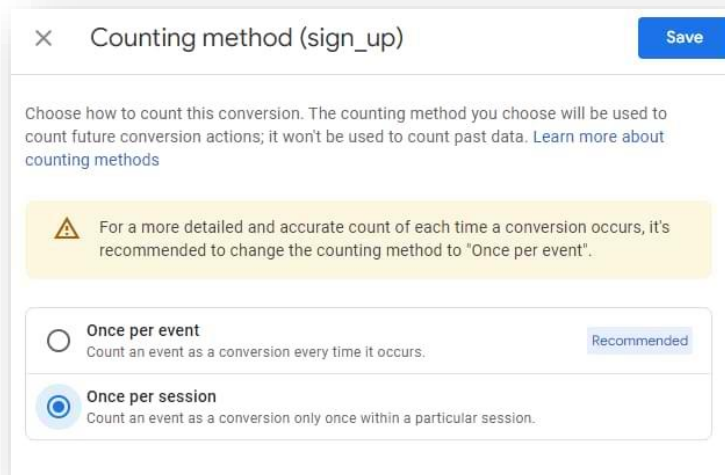 Counting method (sign_up)
Save
Choose how to count this conversion. The counting method you choose will be used to
count future conversion actions; it won't be used to count past data. Learn more about
counting methods
For a more detailed and accurate count of each time a conversion occurs, it's
recommended to change the counting method to "Once per event".
Once per event
Count an event as a conversion every time it occurs.
Recommended
Once per session
Count an event as a conversion only once within a particular session.